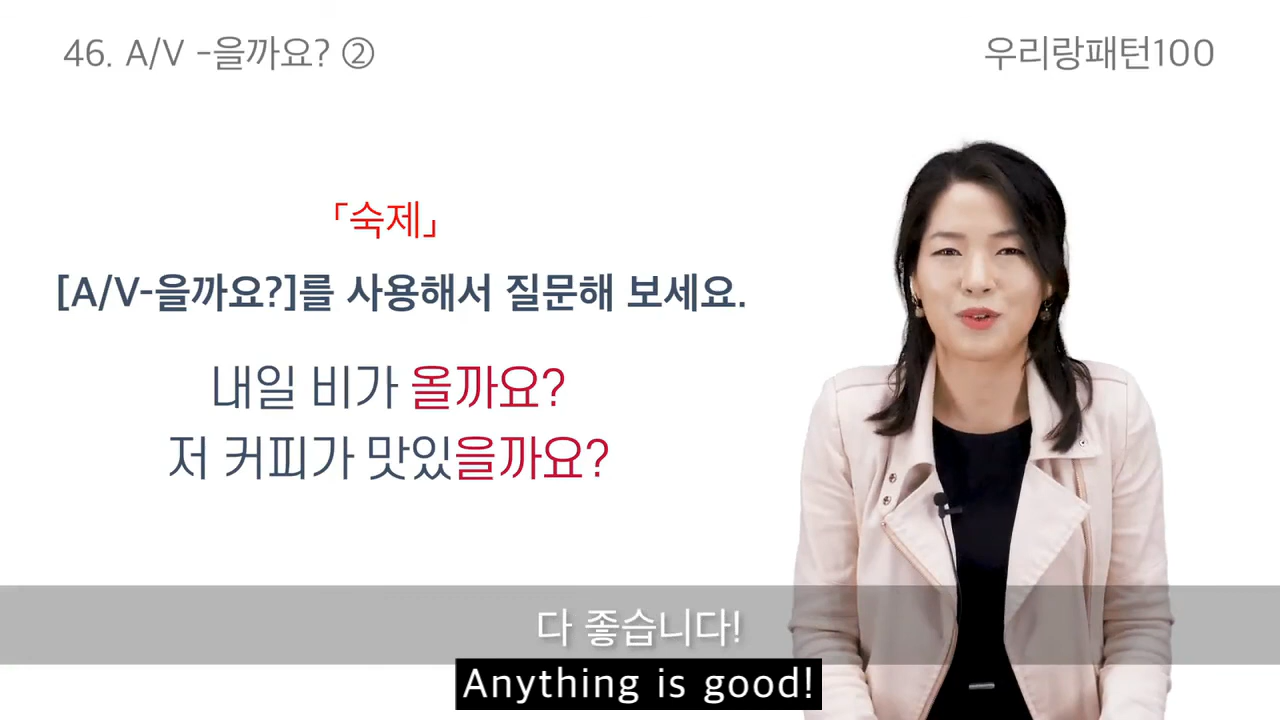 46. A/V -을까요? ②
우리랑패턴100
「숙제」
[A/V-을까요?]를 사용해서 질문해 보세요.
내일 비가 올까요?
저 커피가 맛있을까요?
다 좋습니다!
Anything is good!